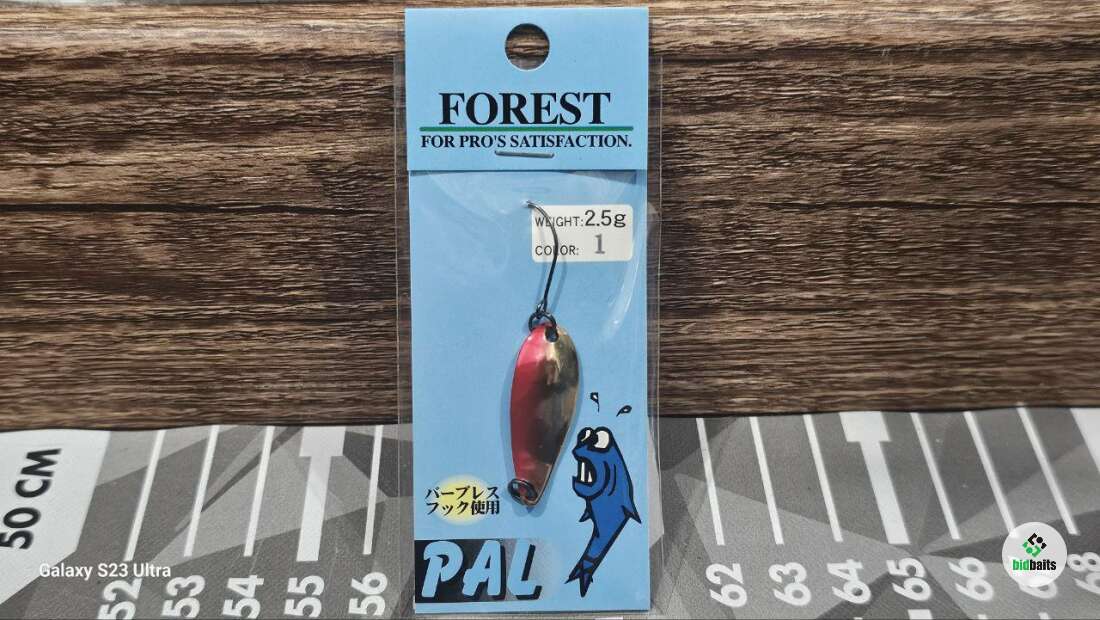 FOREST
FOR PRO'S SATISFACTION.
WEIGHT:2.5g
COLOR: 1
バーブレス
フック使用
PAL
50 CM
52
53
54
55
56
62
63
64
65
66
68
Galaxy S23 Ultra
bidbaits